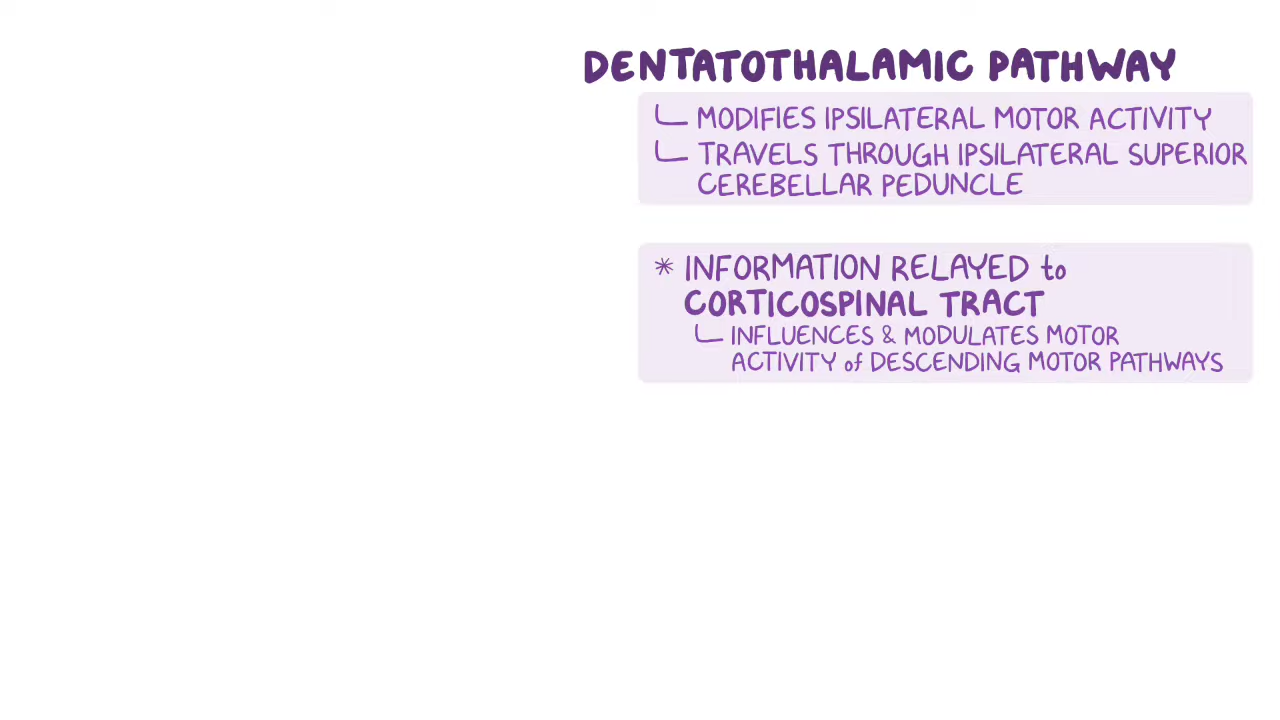 DENTATOTHALAMIC PATHWAY
MODIFIES IPSILATERAL MOTOR ACTIVITY
TRAVELS THROUGH IPSILATERAL SUPERIOR
CEREBELLAR PEDUNCLE
* INFORMATION RELAYED to
CORTICOSPINAL TRACT
INFLUENCES & MODULATES MOTOR
ACTIVITY of DESCENDING MOTOR PATHWAYS